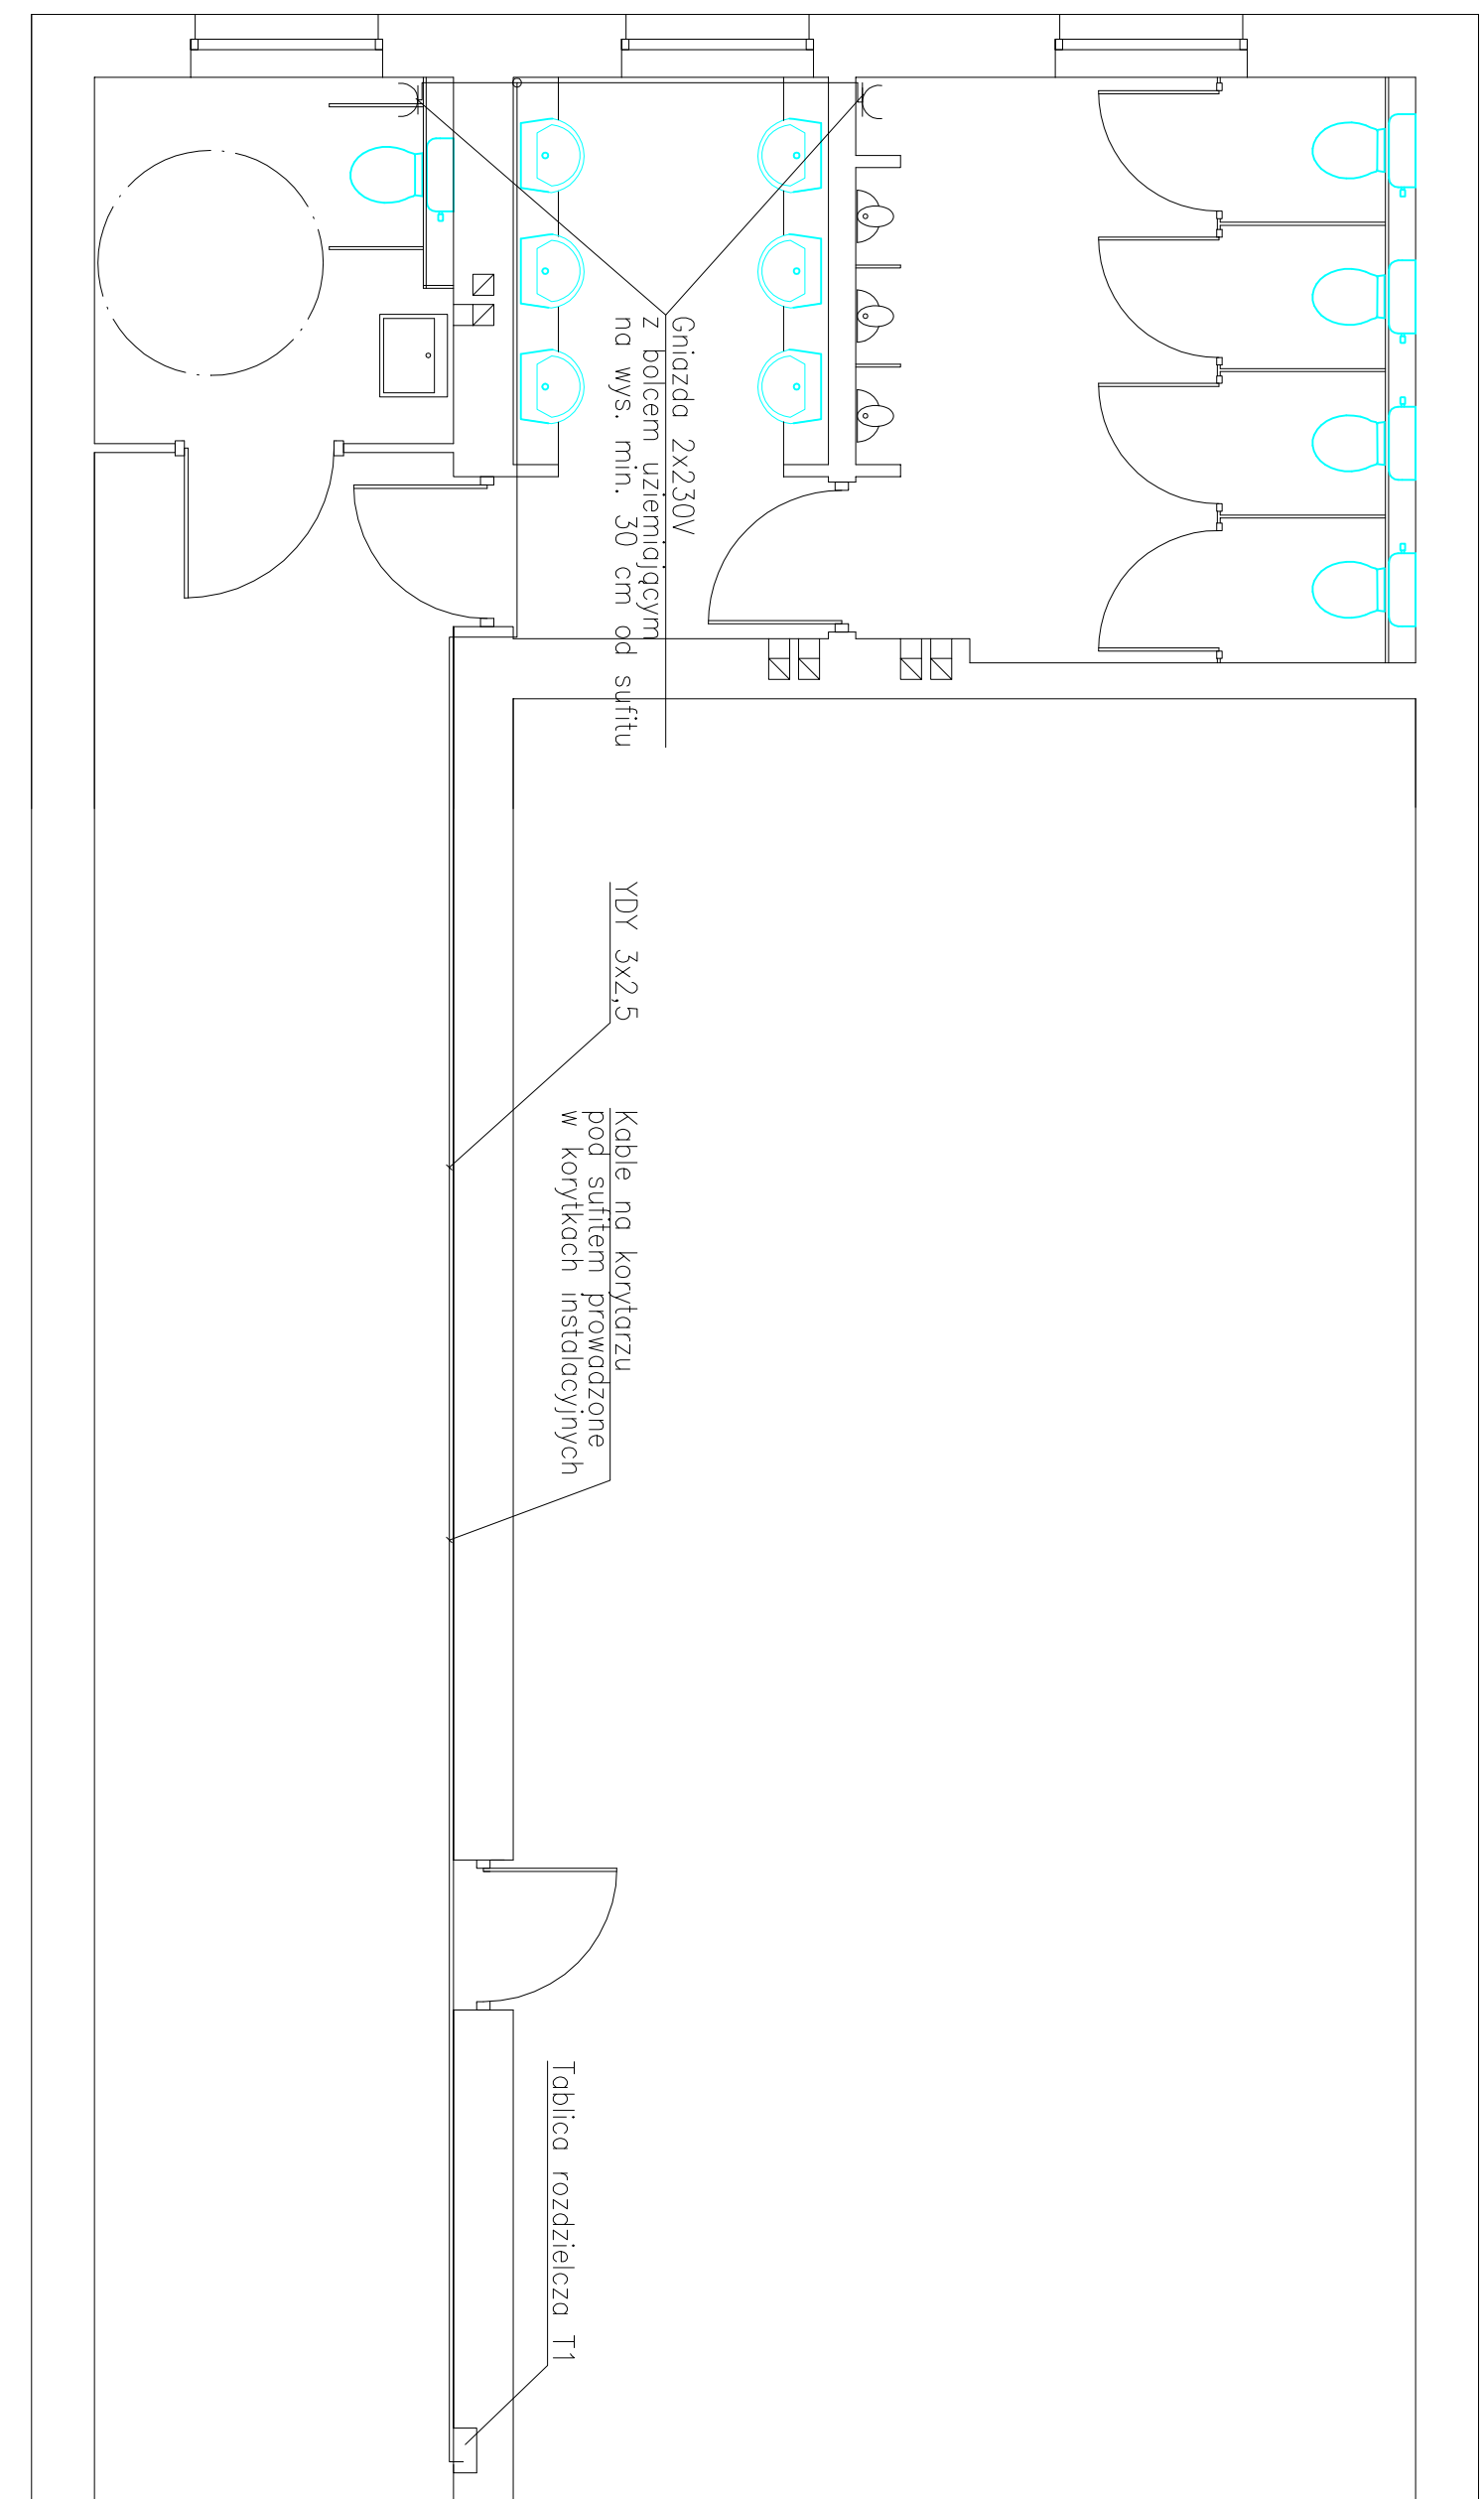 Gniazda 2x230V
z bolcem uziemiającym
na wys. min. 30 cm od sufitu
YDY 3x2,5
Kable na korytarzu
pod sufitem prowadzone
w korytkach instalacyjnych
Tablica rozdzielcza T1